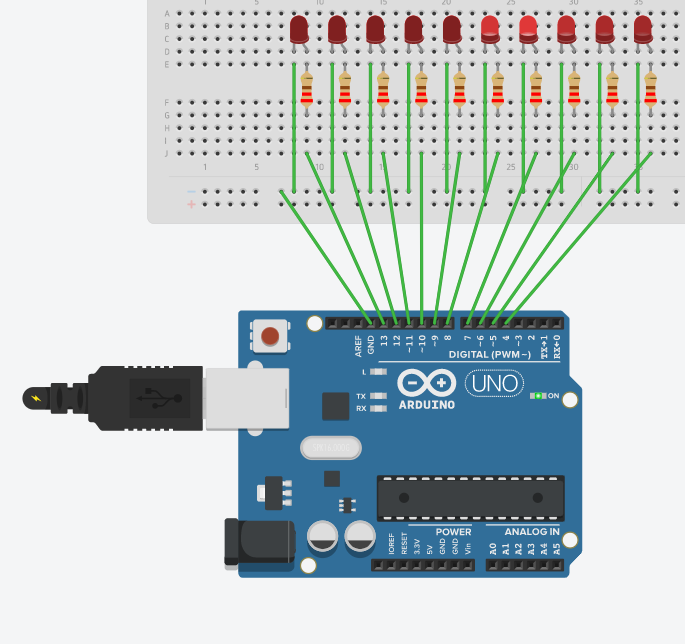 1 5 10 15 20 25 30 35
A
B
C
D
E
F
G
H
I
J
1 5 10 15 20 25 30 35
−
+
AREF
GND
13
12
~11
~10
~9
8
7
~6
~5
4
~3
2
TX→1
RX←0
DIGITAL (PWM~)
L
TX
RX
ARDUINO
UNO
ON
POWER
ANALOG IN
IOREF
RESET
3.3V
5V
GND
GND
Vin
A0
A1
A2
A3
A4
A5